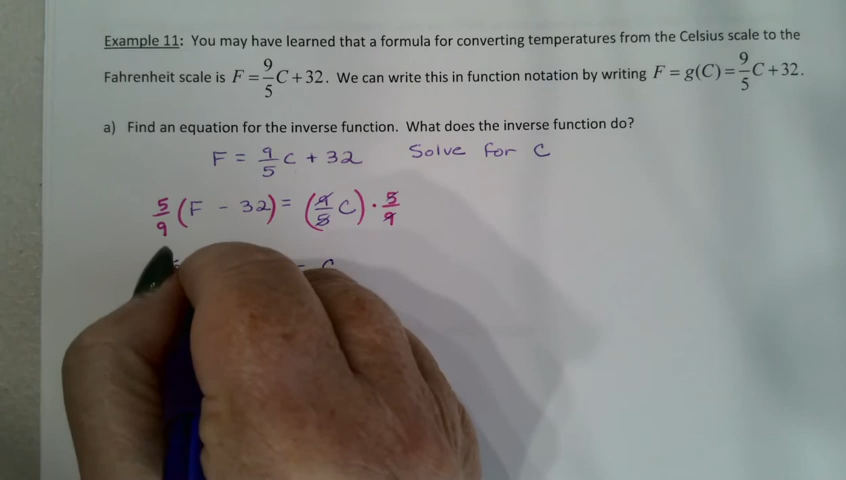 Example 11: You may have learned that a formula for converting temperatures from the Celsius scale to the
Fahrenheit scale is F = 9/5 C + 32. We can write this in function notation by writing F = g(C) = 9/5 C + 32.
a) Find an equation for the inverse function. What does the inverse function do?
F = 9/5 C + 32 Solve for C
5/9 (F - 32) = (9/5 C) · 5/9
= C